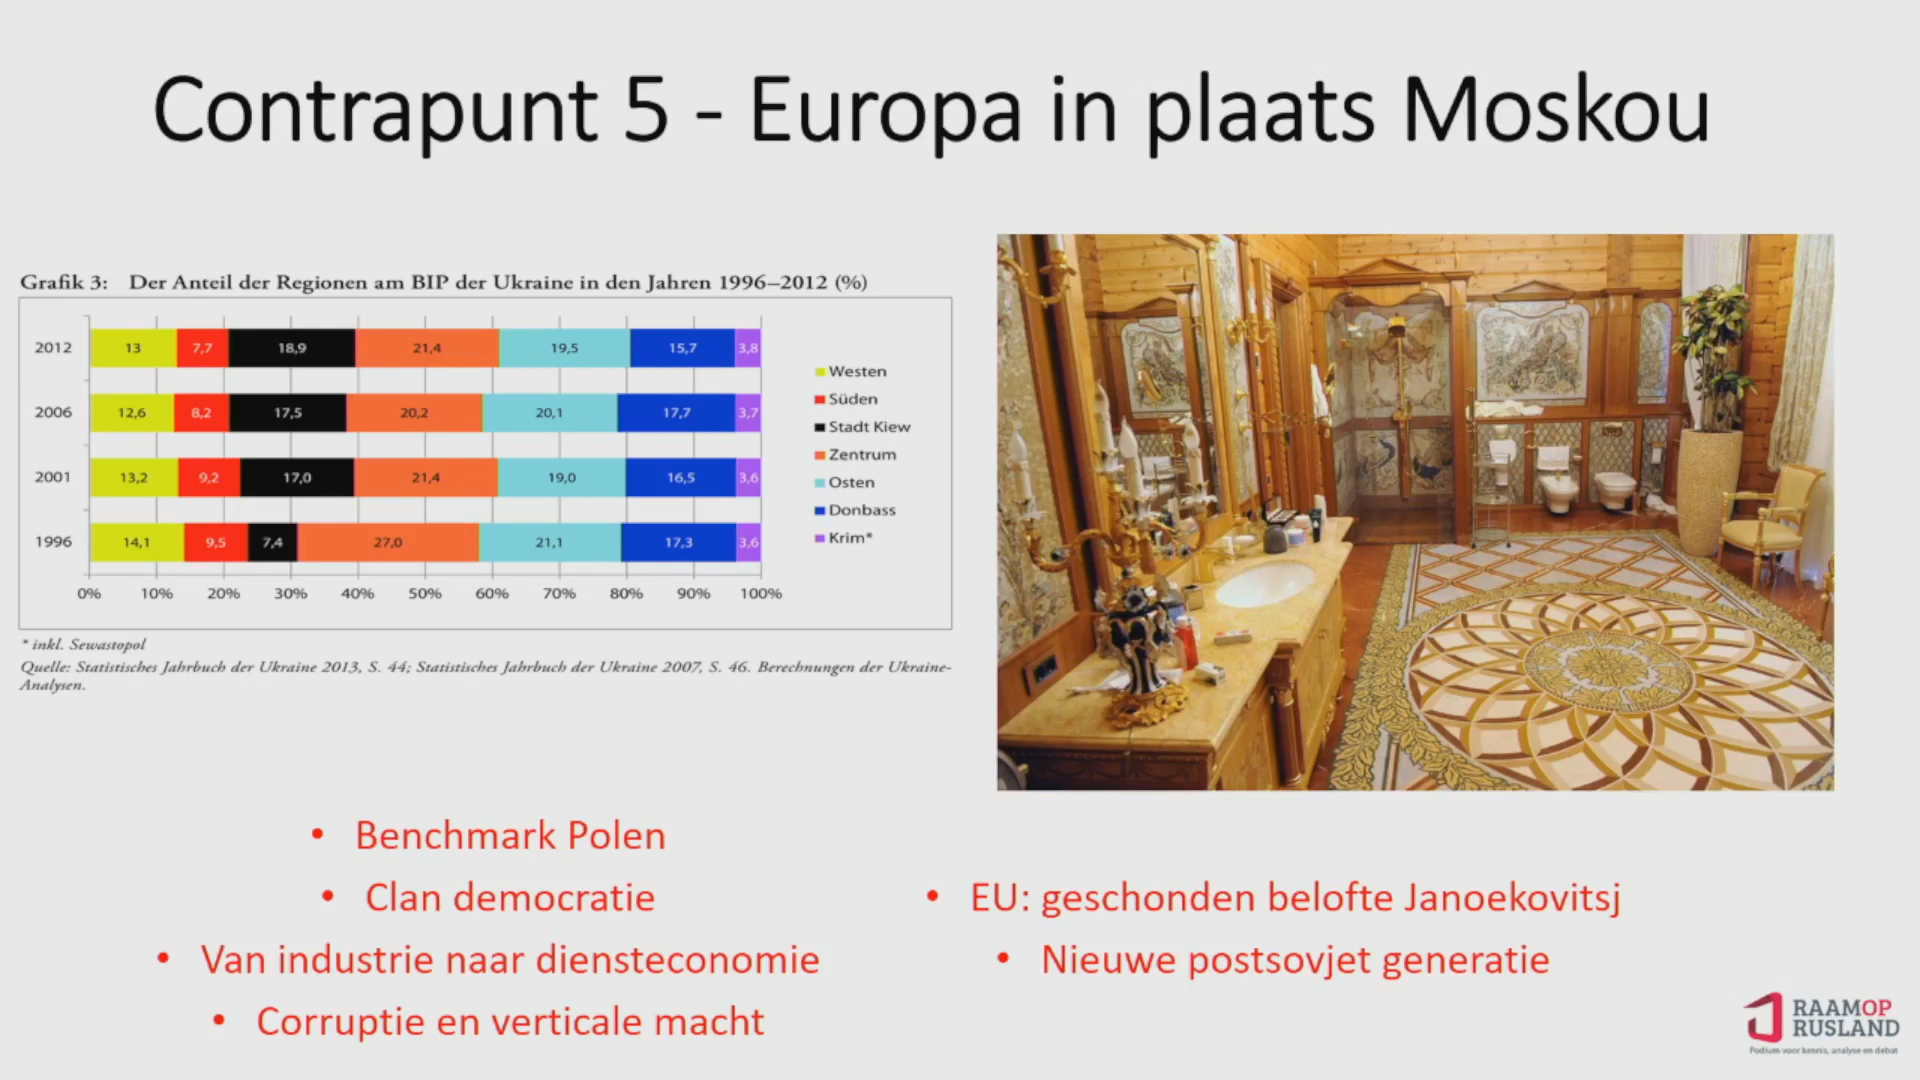 Contrapunt 5 - Europa in plaats Moskou
Grafik 3: Der Anteil der Regionen am BIP der Ukraine in den Jahren 1996–2012 (%)
2012 13 7,7 18,9 21,4 19,5 15,7 3,8
2006 12,6 8,2 17,5 20,2 20,1 17,7 3,7
2001 13,2 9,2 17,0 21,4 19,0 16,5 3,6
1996 14,1 9,5 7,4 27,0 21,1 17,3 3,6
0% 10% 20% 30% 40% 50% 60% 70% 80% 90% 100%
Westen
Süden
Stadt Kiew
Zentrum
Osten
Donbass
Krim*
* inkl. Sewastopol
Quelle: Statistisches Jahrbuch der Ukraine 2013, S. 44; Statistisches Jahrbuch der Ukraine 2007, S. 46. Berechnungen der Ukraine-
Analysen.
• Benchmark Polen
• Clan democratie
• Van industrie naar diensteconomie
• Corruptie en verticale macht
• EU: geschonden belofte Janoekovitsj
• Nieuwe postsovjet generatie
RAAMOP
RUSLAND
Podium voor kennis, analyse en debat